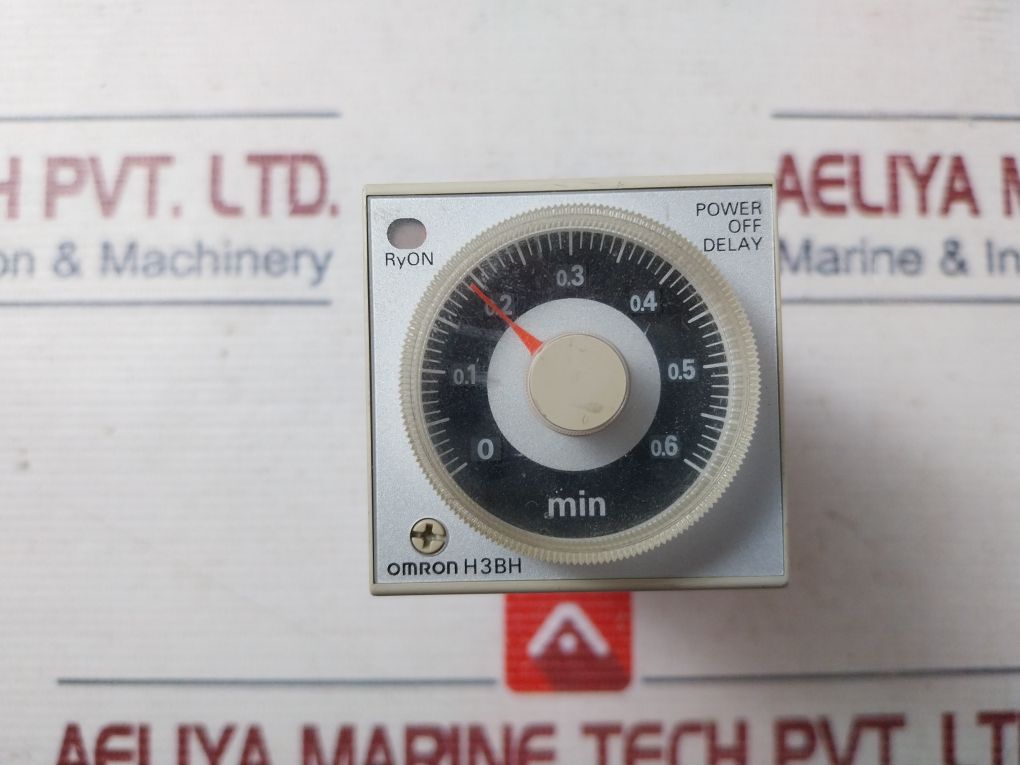 H PVT. LTD.
on & Machinery
AELIYA M
Marine & In
RyON
POWER
OFF
DELAY
0
0.1
0.2
0.3
0.4
0.5
0.6
min
OMRON H3BH
AELIYA MARINE TECH PVT. LT